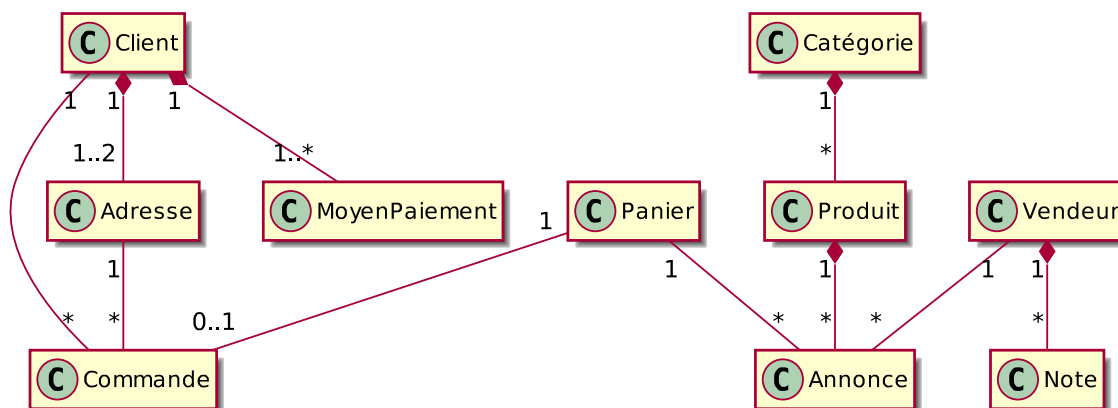 C Client
C Catégorie
1
1
1
1
1..2
1..*
*
C Adresse
C MoyenPaiement
C Panier
C Produit
C Vendeur
1
1
1
1
1
1
*
*
0..1
*
*
*
*
C Commande
C Annonce
C Note